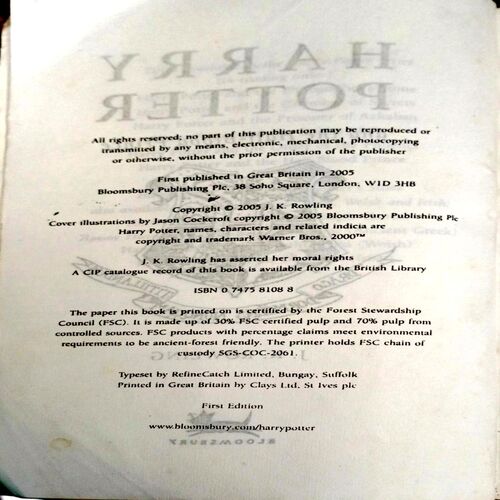 All rights reserved; no part of this publication may be reproduced or
transmitted by any means, electronic, mechanical, photocopying
or otherwise, without the prior permission of the publisher
First published in Great Britain in 2005
Bloomsbury Publishing Plc, 38 Soho Square, London, W1D 3HB
Copyright © 2005 J. K. Rowling
Cover illustrations by Jason Cockcroft copyright © 2005 Bloomsbury Publishing Plc
Harry Potter, names, characters and related indicia are
copyright and trademark Warner Bros., 2000™
J. K. Rowling has asserted her moral rights
A CIP catalogue record of this book is available from the British Library
ISBN 0 7475 8108 8
The paper this book is printed on is certified by the Forest Stewardship
Council (FSC). It is made up of 30% FSC certified pulp and 70% pulp from
controlled sources. FSC products with percentage claims meet environmental
requirements to be ancient-forest friendly. The printer holds FSC chain of
custody SGS-COC-2061.
Typeset by RefineCatch Limited, Bungay, Suffolk
Printed in Great Britain by Clays Ltd, St Ives plc
First Edition
www.bloomsbury.com/harrypotter
HARRY
POTTER
BLOOMSBURY